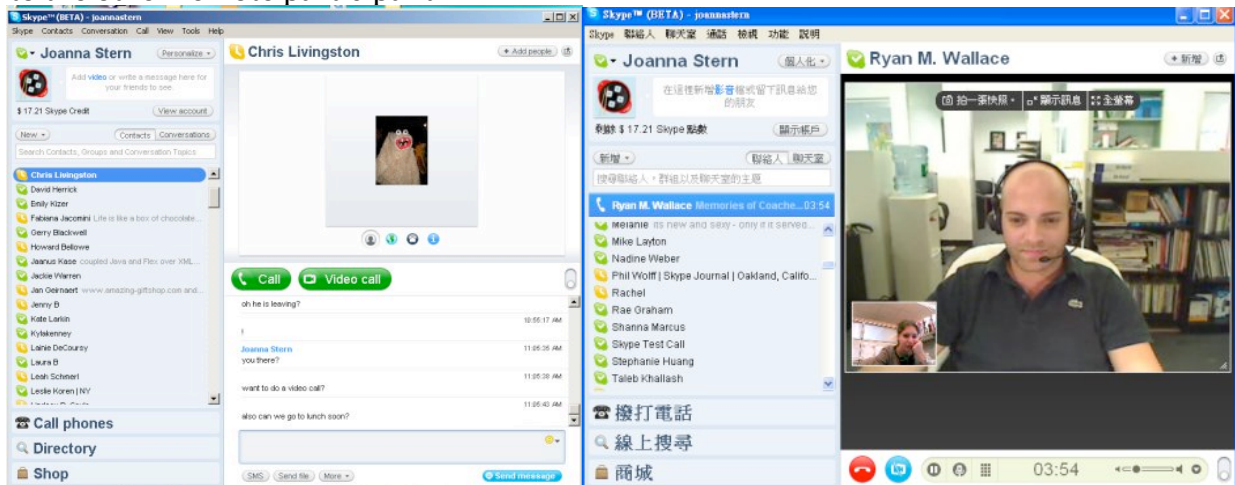 Skype™ (BETA) - joannastern
Skype Contacts Conversation Call View Tools Help
Joanna Stern
Personalize
Add video or write a message here for
your friends to see.
$ 17.21 Skype Credit
View account
New
Contacts
Conversations
Search Contacts, Groups and Conversation Topics
Chris Livingston
David Herrick
Emily Kizer
Fabiana Jacomini Life is like a box of chocolate...
Gerry Blackwell
Howard Bellowe
Jaanus Kase coupled Java and Flex over XML...
Jackie Warren
Jan Geirnaert www.amazing-giftshop.com and...
Jenny B
Kate Larkin
Kylakenney
Lainie DeCoursy
Laura B
Leah Schmerl
Leslie Koren | NY
Call phones
Directory
Shop
Chris Livingston
+ Add people
Call
Video call
oh he is leaving?
10:55:17 AM
!
Joanna Stern
11:05:25 AM
you there?
11:05:28 AM
want to do a video call?
11:05:43 AM
also can we go to lunch soon?
SMS
Send file
More
Send message
Skype™ (BETA) - joannastern
Skype 聯絡人 聊天室 通話 檢視 功能 說明
Joanna Stern
個人化
在這裡新增影音檔或留下訊息給您
的朋友
剩餘 $ 17.21 Skype 點數
顯示帳戶
新增
聯絡人
聊天室
搜尋聯絡人，群組以及聊天室的主題
Ryan M. Wallace Memories of Coache...03:54
Melanie its new and sexy - only if it served...
Mike Layton
Nadine Weber
Phil Wolff | Skype Journal | Oakland, Califo...
Rachel
Rae Graham
Shanna Marcus
Skype Test Call
Stephanie Huang
Taleb Khallash
撥打電話
線上搜尋
商城
Ryan M. Wallace
+ 新增
拍一張快照
顯示訊息
全螢幕
03:54